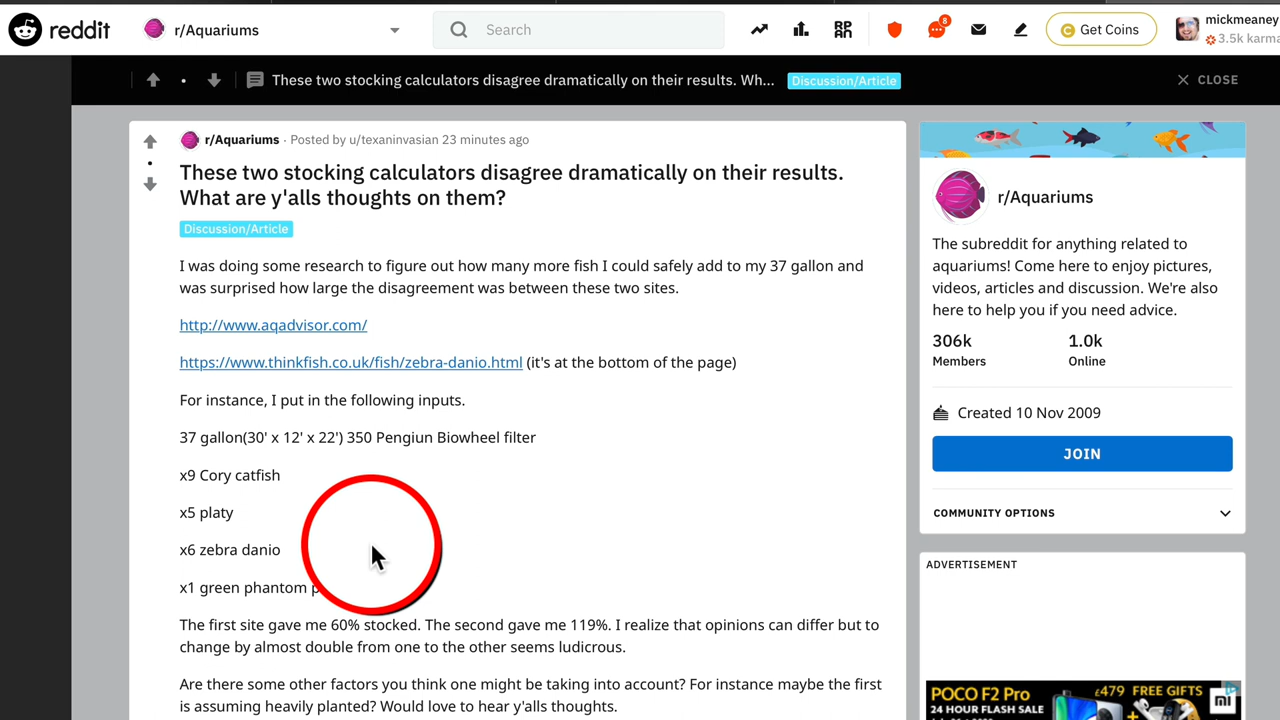 reddit r/Aquariums Search 8 Get Coins mickmeaney
3.5k karma
These two stocking calculators disagree dramatically on their results. Wh... Discussion/Article CLOSE
r/Aquariums · Posted by u/texaninvasian 23 minutes ago
These two stocking calculators disagree dramatically on their results.
What are y'alls thoughts on them?
Discussion/Article
I was doing some research to figure out how many more fish I could safely add to my 37 gallon and
was surprised how large the disagreement was between these two sites.
http://www.aqadvisor.com/
https://www.thinkfish.co.uk/fish/zebra-danio.html (it's at the bottom of the page)
For instance, I put in the following inputs.
37 gallon(30' x 12' x 22') 350 Pengiun Biowheel filter
x9 Cory catfish
x5 platy
x6 zebra danio
x1 green phantom p
The first site gave me 60% stocked. The second gave me 119%. I realize that opinions can differ but to
change by almost double from one to the other seems ludicrous.
Are there some other factors you think one might be taking into account? For instance maybe the first
is assuming heavily planted? Would love to hear y'alls thoughts.
r/Aquariums
The subreddit for anything related to
aquariums! Come here to enjoy pictures,
videos, articles and discussion. We're also
here to help you if you need advice.
306k 1.0k
Members Online
Created 10 Nov 2009
JOIN
COMMUNITY OPTIONS
ADVERTISEMENT
POCO F2 Pro £479 FREE GIFTS
24 HOUR FLASH SALE